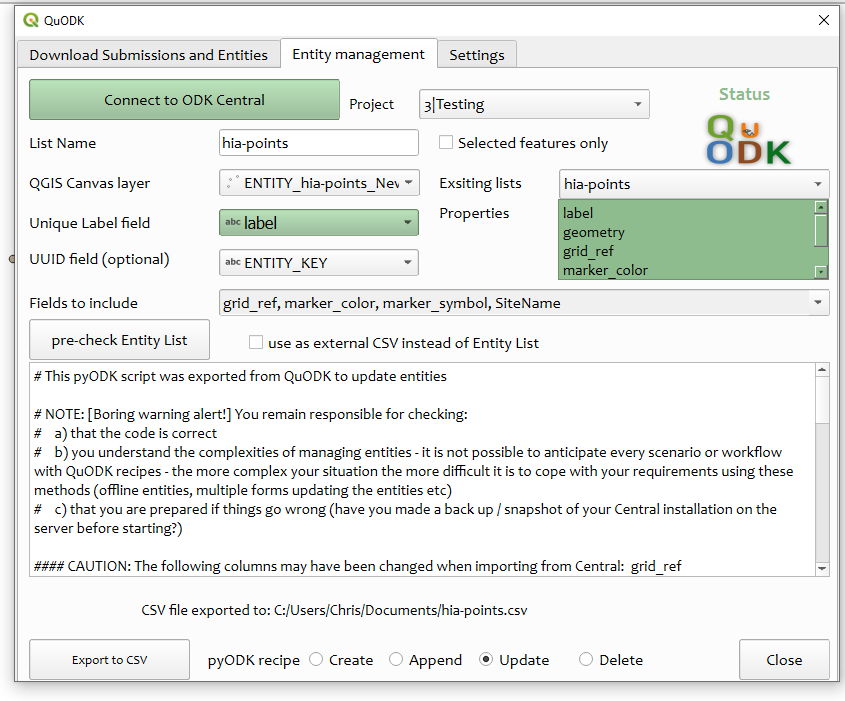 QuODK
Download Submissions and Entities
Entity management
Settings
Connect to ODK Central
Project
3|Testing
Status
QU ODK
List Name
hia-points
Selected features only
QGIS Canvas layer
ENTITY_hia-points_Nev
Exsiting lists
hia-points
Unique Label field
abc label
Properties
label
geometry
grid_ref
marker_color
UUID field (optional)
abc ENTITY_KEY
Fields to include
grid_ref, marker_color, marker_symbol, SiteName
pre-check Entity List
use as external CSV instead of Entity List
# This pyODK script was exported from QuODK to update entities
# NOTE: [Boring warning alert!] You remain responsible for checking:
# a) that the code is correct
# b) you understand the complexities of managing entities - it is not possible to anticipate every scenario or workflow
with QuODK recipes - the more complex your situation the more difficult it is to cope with your requirements using these
methods (offline entities, multiple forms updating the entities etc)
# c) that you are prepared if things go wrong (have you made a back up / snapshot of your Central installation on the
server before starting?)
#### CAUTION: The following columns may have been changed when importing from Central: grid_ref
CSV file exported to: C:/Users/Chris/Documents/hia-points.csv
Export to CSV
pyODK recipe
Create
Append
Update
Delete
Close